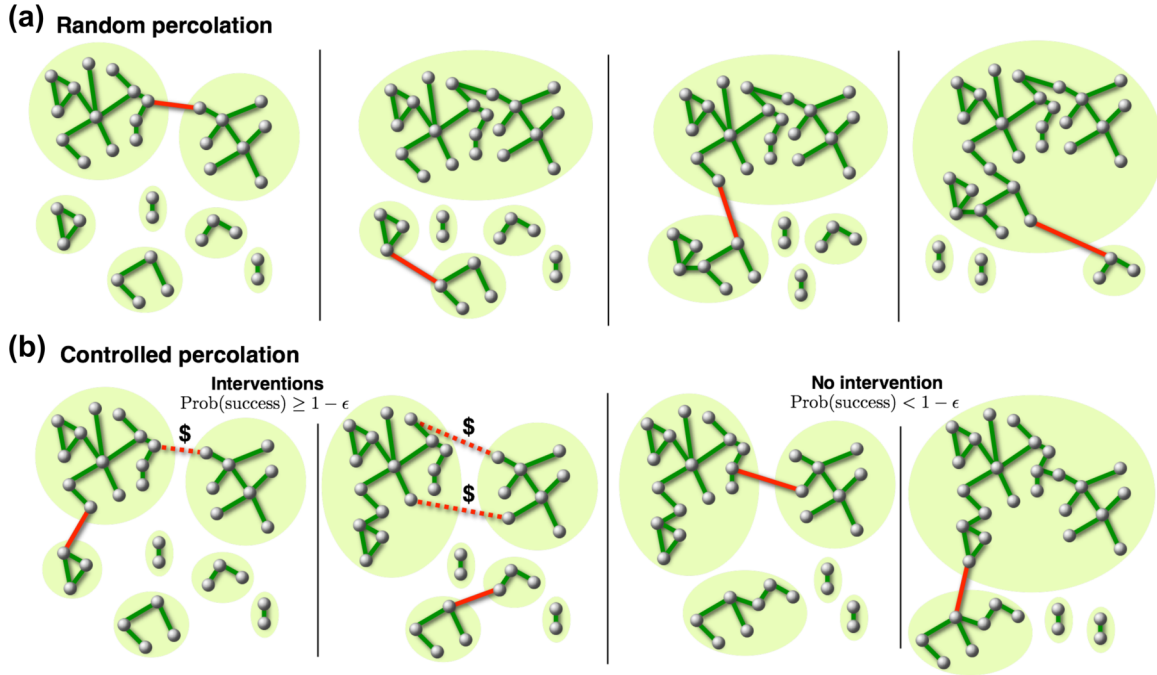 (a) Random percolation
(b) Controlled percolation
Interventions
Prob(success) ≥ 1 − ϵ
No intervention
Prob(success) < 1 − ϵ
$
$
$